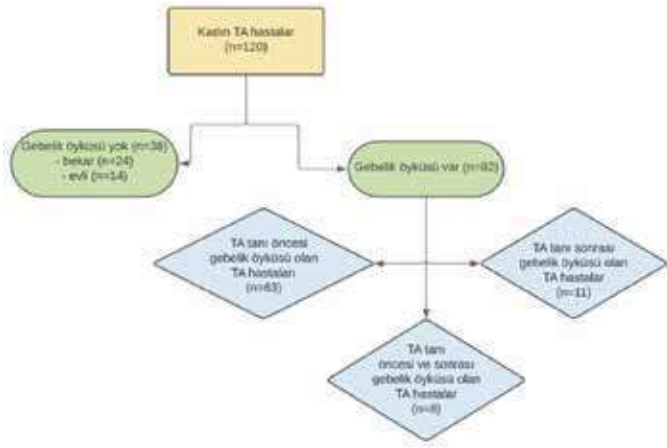 Kadın TA hastalar
(n=120)
Gebelik öyküsü yok (n=38)
- bekar (n=24)
- evli (n=14)
Gebelik öyküsü var (n=82)
TA tanı öncesi
gebelik öyküsü olan
TA hastaları
(n=63)
TA tanı sonrası
gebelik öyküsü olan
TA hastalar
(n=11)
TA tanı
öncesi ve sonrası
gebelik öyküsü olan
TA hastalar
(n=8)